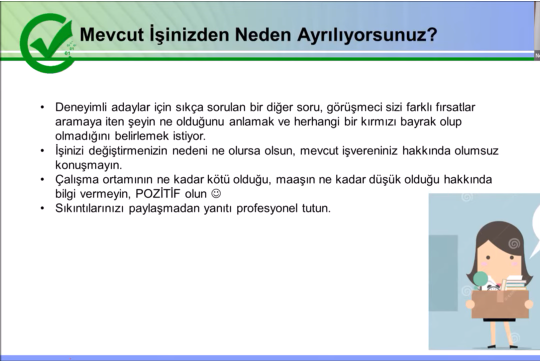 Mevcut İşinizden Neden Ayrılıyorsunuz?
• Deneyimli adaylar için sıkça sorulan bir diğer soru, görüşmeci sizi farklı fırsatlar
aramaya iten şeyin ne olduğunu anlamak ve herhangi bir kırmızı bayrak olup
olmadığını belirlemek istiyor.
• İşinizi değiştirmenizin nedeni ne olursa olsun, mevcut işvereniniz hakkında olumsuz
konuşmayın.
• Çalışma ortamının ne kadar kötü olduğu, maaşın ne kadar düşük olduğu hakkında
bilgi vermeyin, POZİTİF olun ☺
• Sıkıntılarınızı paylaşmadan yanıtı profesyonel tutun.